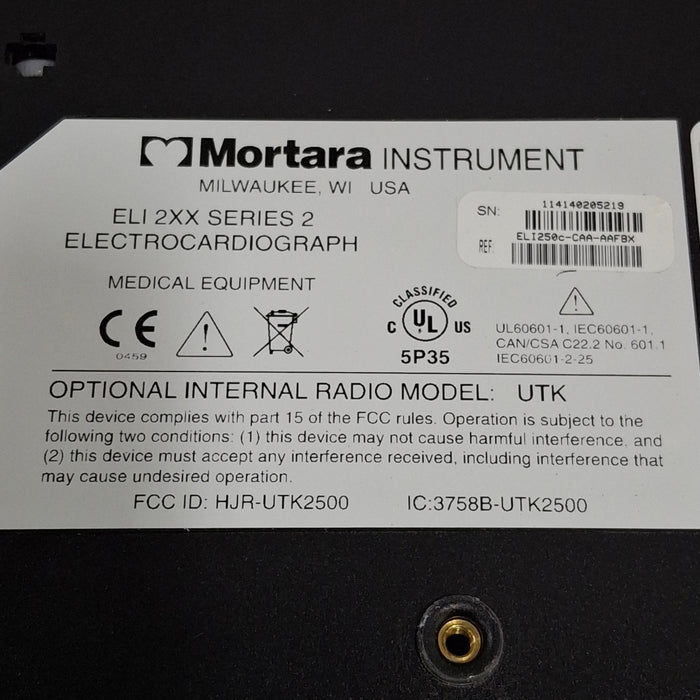 Mortara INSTRUMENT
MILWAUKEE, WI USA
ELI 2XX SERIES 2
ELECTROCARDIOGRAPH
SN: 114140205219
REF: ELI250c-CAA-AAFBX
MEDICAL EQUIPMENT
CE
0459
CLASSIFIED
C UL US
5P35
UL60601-1, IEC60601-1,
CAN/CSA C22.2 No. 601.1
IEC60601-2-25
OPTIONAL INTERNAL RADIO MODEL: UTK
This device complies with part 15 of the FCC rules. Operation is subject to the
following two conditions: (1) this device may not cause harmful interference, and
(2) this device must accept any interference received, including interference that
may cause undesired operation.
FCC ID: HJR-UTK2500 IC:3758B-UTK2500